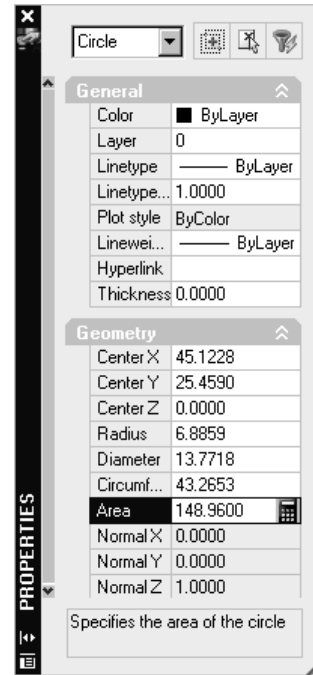 Circle
General
Color ByLayer
Layer 0
Linetype ByLayer
Linetype... 1.0000
Plot style ByColor
Linewei... ByLayer
Hyperlink
Thickness 0.0000
Geometry
Center X 45.1228
Center Y 25.4590
Center Z 0.0000
Radius 6.8859
Diameter 13.7718
Circumf... 43.2653
Area 148.9600
Normal X 0.0000
Normal Y 0.0000
Normal Z 1.0000
Specifies the area of the circle
PROPERTIES